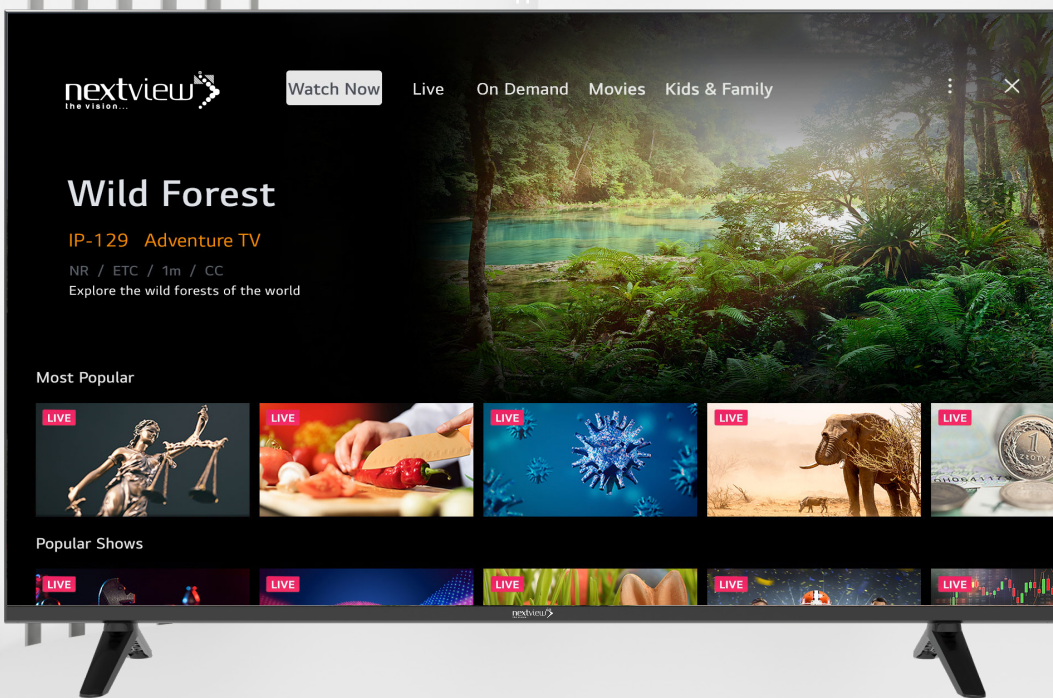 nextview
the vision...
Watch Now Live On Demand Movies Kids & Family
Wild Forest
IP-129 Adventure TV
NR / ETC / 1m / CC
Explore the wild forests of the world
Most Popular
LIVE LIVE LIVE LIVE LIVE
1
ZŁOTY
Popular Shows
LIVE LIVE LIVE LIVE LIVE
nextview